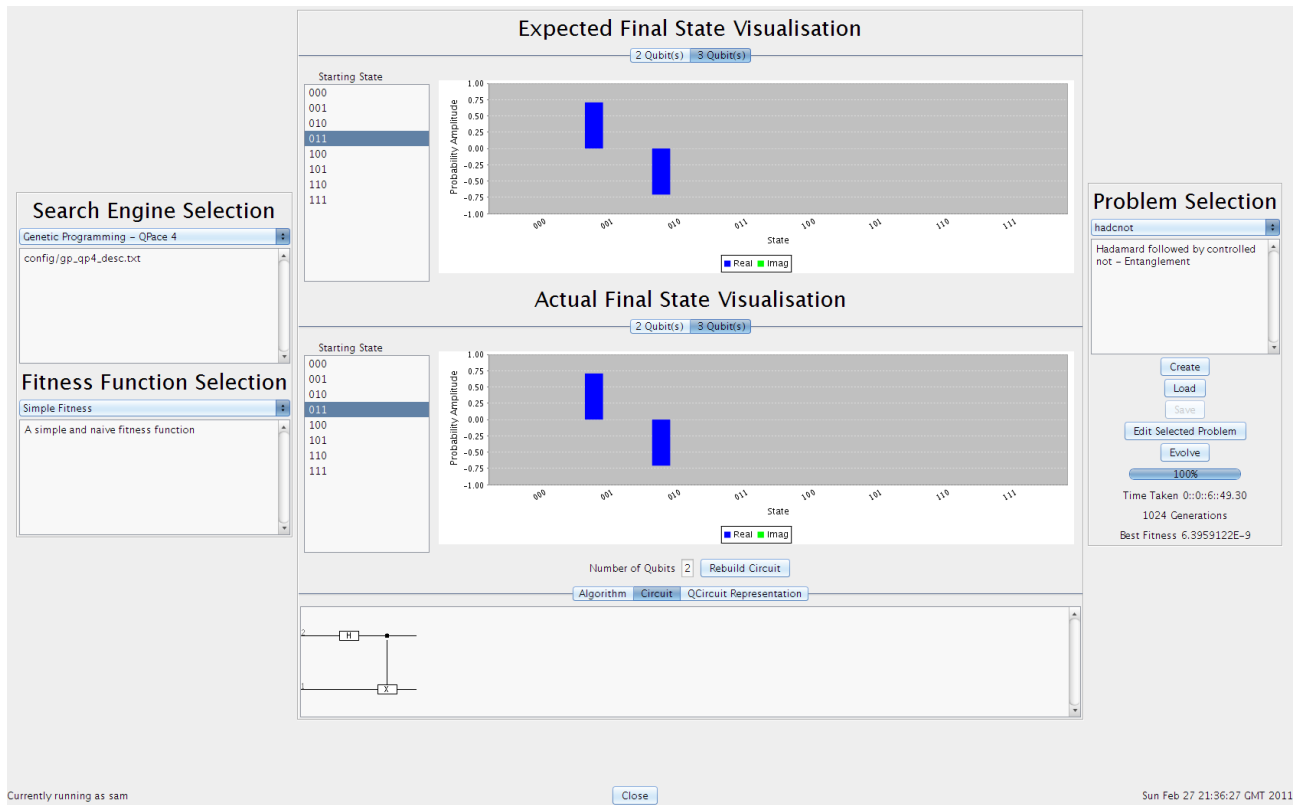 Expected Final State Visualisation
2 Qubit(s) 3 Qubit(s)
Starting State
000
001
010
011
100
101
110
111
1.00
0.75
0.50
0.25
0.00
-0.25
-0.50
-0.75
-1.00
Probability Amplitude
000 001 010 011 100 101 110 111
State
Real Imag
Search Engine Selection
Genetic Programming - QPace 4
config/gp_qp4_desc.txt
Fitness Function Selection
Simple Fitness
A simple and naive fitness function
Actual Final State Visualisation
2 Qubit(s) 3 Qubit(s)
Starting State
000
001
010
011
100
101
110
111
1.00
0.75
0.50
0.25
0.00
-0.25
-0.50
-0.75
-1.00
Probability Amplitude
000 001 010 011 100 101 110 111
State
Real Imag
Number of Qubits 2 Rebuild Circuit
Algorithm Circuit QCircuit Representation
2 H
1 X
Problem Selection
hadcnot
Hadamard followed by controlled
not - Entanglement
Create
Load
Save
Edit Selected Problem
Evolve
100%
Time Taken 0::0::6::49.30
1024 Generations
Best Fitness 6.3959122E-9
Currently running as sam
Close
Sun Feb 27 21:36:27 GMT 2011